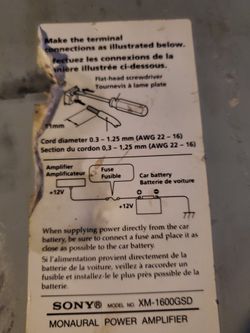 Make the terminal
connections as illustrated below.
fectuez les connexions de la
nière illustrée ci-dessous.
Flat-head screwdriver
Tournevis à lame plate
11mm
Cord diameter 0.3 – 1.25 mm (AWG 22 – 16)
Section du cordon 0,3 – 1,25 mm (AWG 22 – 16)
Amplifier
Amplificateur
Fuse
Fusible
Car battery
Batterie de voiture
+12V
+12V
When supplying power directly from the car
battery, be sure to connect a fuse and place it as
close as possible to the car battery.
Si l'alimentation provient directement de la
batterie de la voiture, veillez à raccorder un
fusible et installez-le le plus près possible de la
batterie.
SONY® MODEL NO. XM-1600GSD
MONAURAL POWER AMPLIFIER